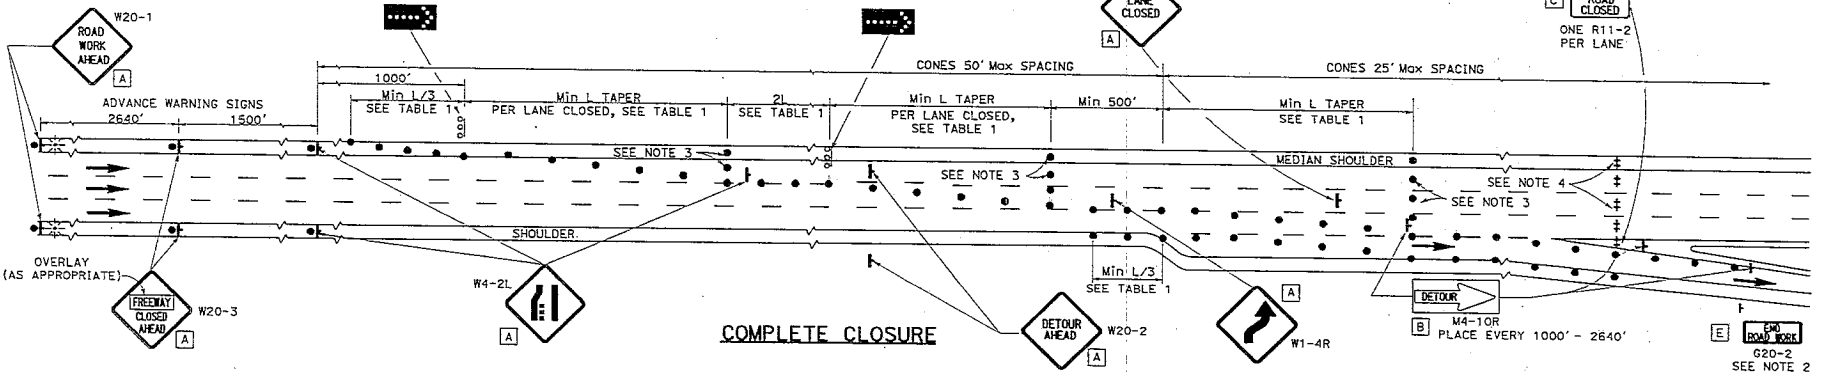 W20-1
ROAD
WORK
AHEAD
A
LANE
CLOSED
A
C
ROAD
CLOSED
ONE R11-2
PER LANE
CONES 50' Max SPACING
CONES 25' Max SPACING
1000'
ADVANCE WARNING SIGNS
2640'
1500'
Min L/3
SEE TABLE 1
Min L TAPER
PER LANE CLOSED, SEE TABLE 1
2L
SEE TABLE 1
Min L TAPER
PER LANE CLOSED,
SEE TABLE 1
Min 500'
Min L TAPER
SEE TABLE 1
SEE NOTE 3
SEE NOTE 3
MEDIAN SHOULDER
SEE NOTE 4
SEE NOTE 3
SHOULDER
OVERLAY
(AS APPROPRIATE)
FREEWAY
CLOSED
AHEAD
W20-3
A
W4-2L
A
COMPLETE CLOSURE
DETOUR
AHEAD
W20-2
A
Min L/3
SEE TABLE 1
A
W1-4R
DETOUR
B
M4-10R
PLACE EVERY 1000' - 2640'
E
END
ROAD WORK
G20-2
SEE NOTE 2